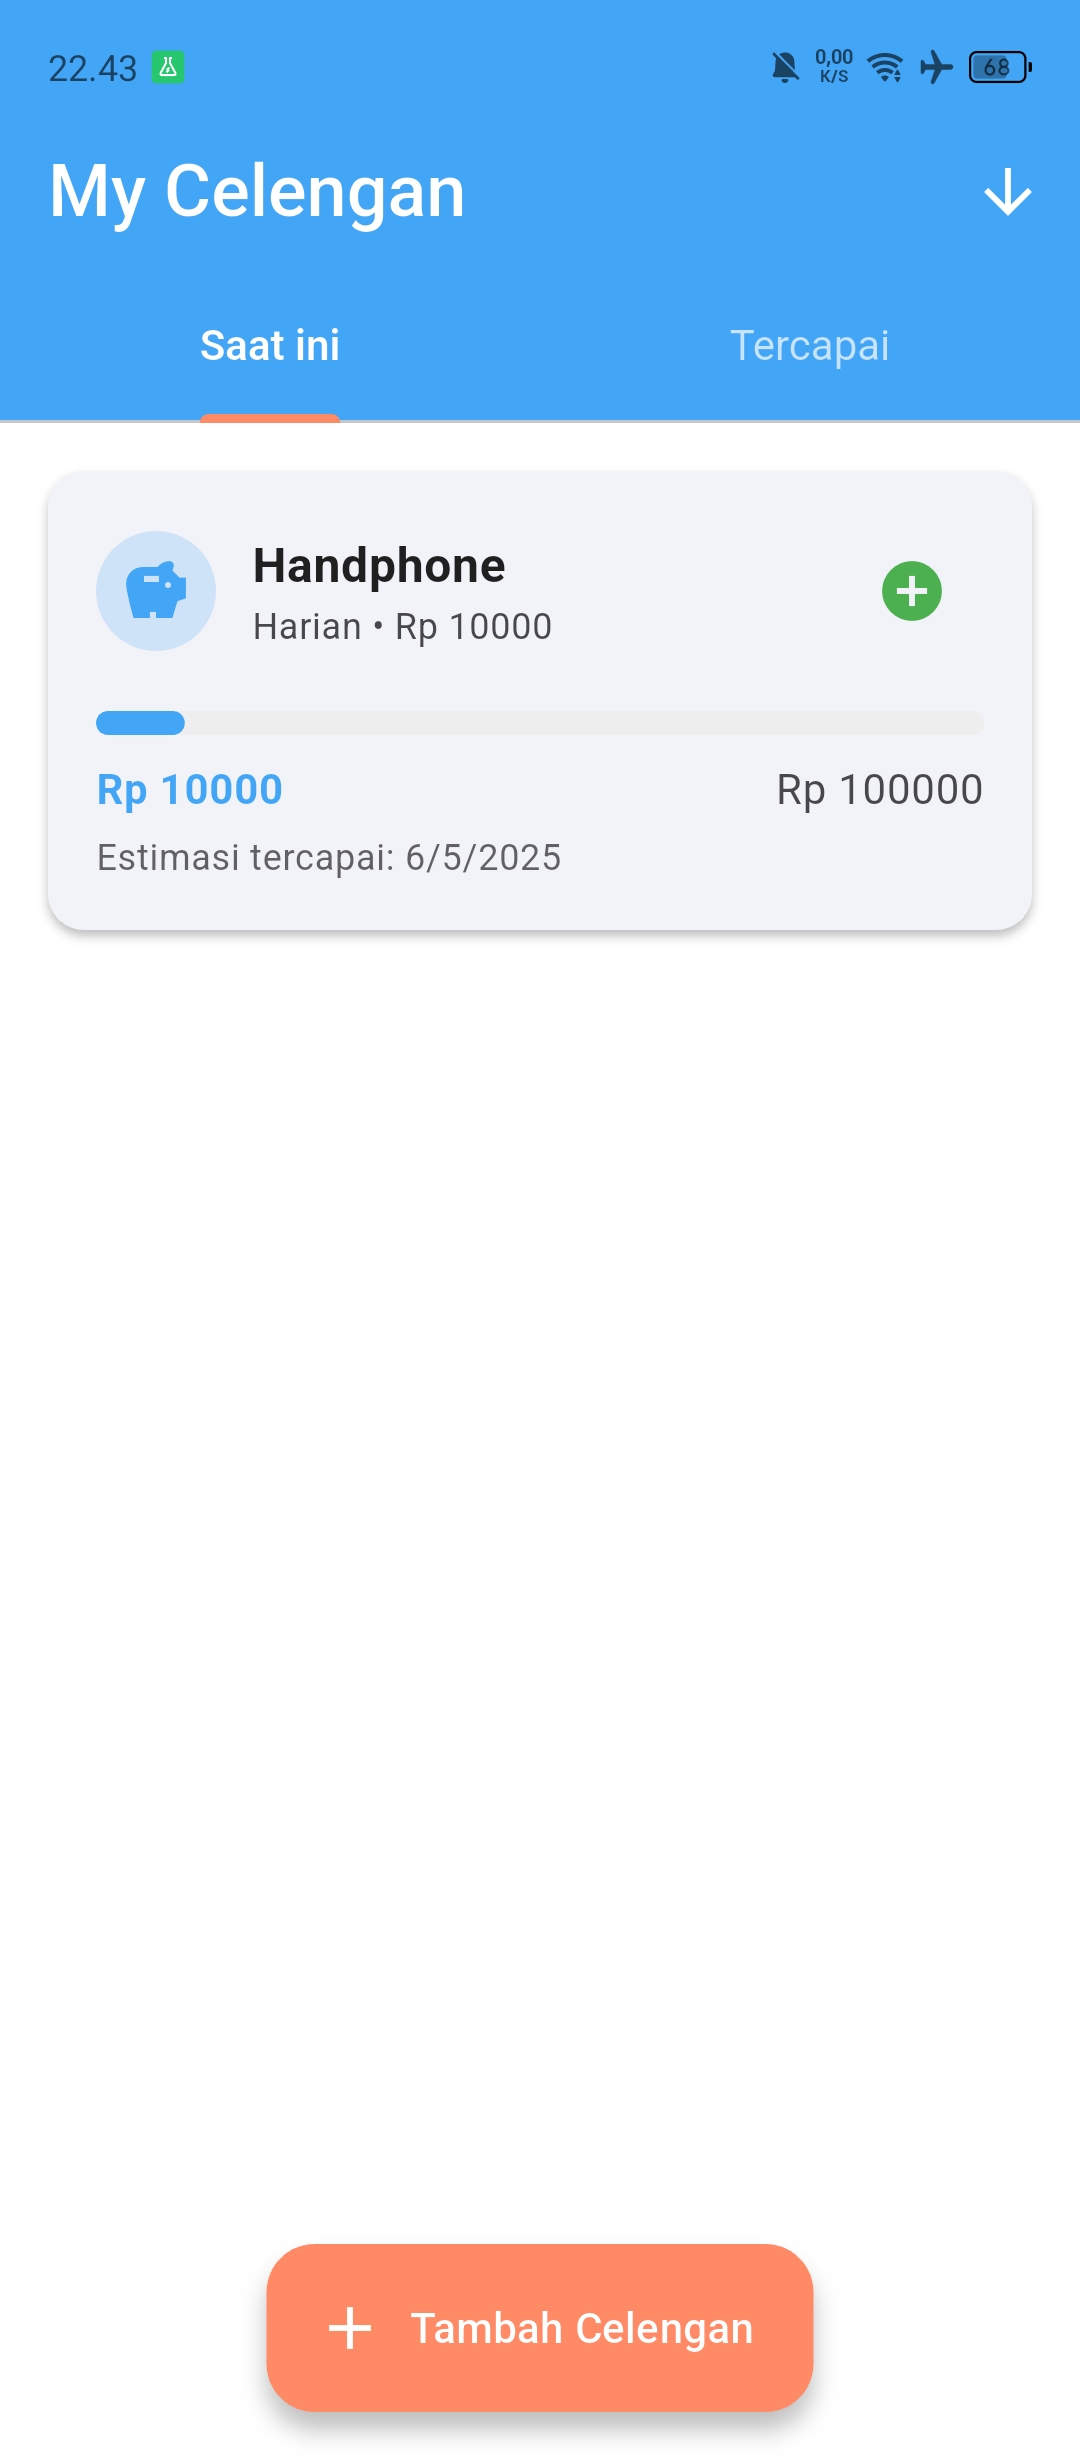 22.43
0,00
K/S
68
My Celengan
Saat ini
Tercapai
Handphone
Harian • Rp 10000
Rp 10000
Rp 100000
Estimasi tercapai: 6/5/2025
Tambah Celengan